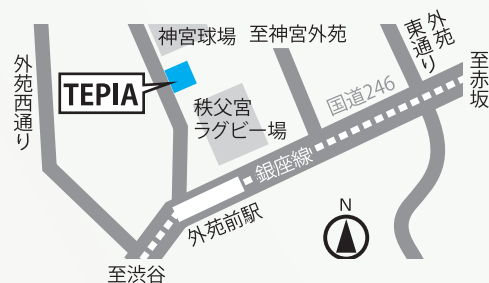 神宮球場
至神宮外苑
外苑
東通り
至赤坂
外苑西通り
TEPIA
秩父宮
ラグビー場
国道246
銀座線
外苑前駅
N
至渋谷